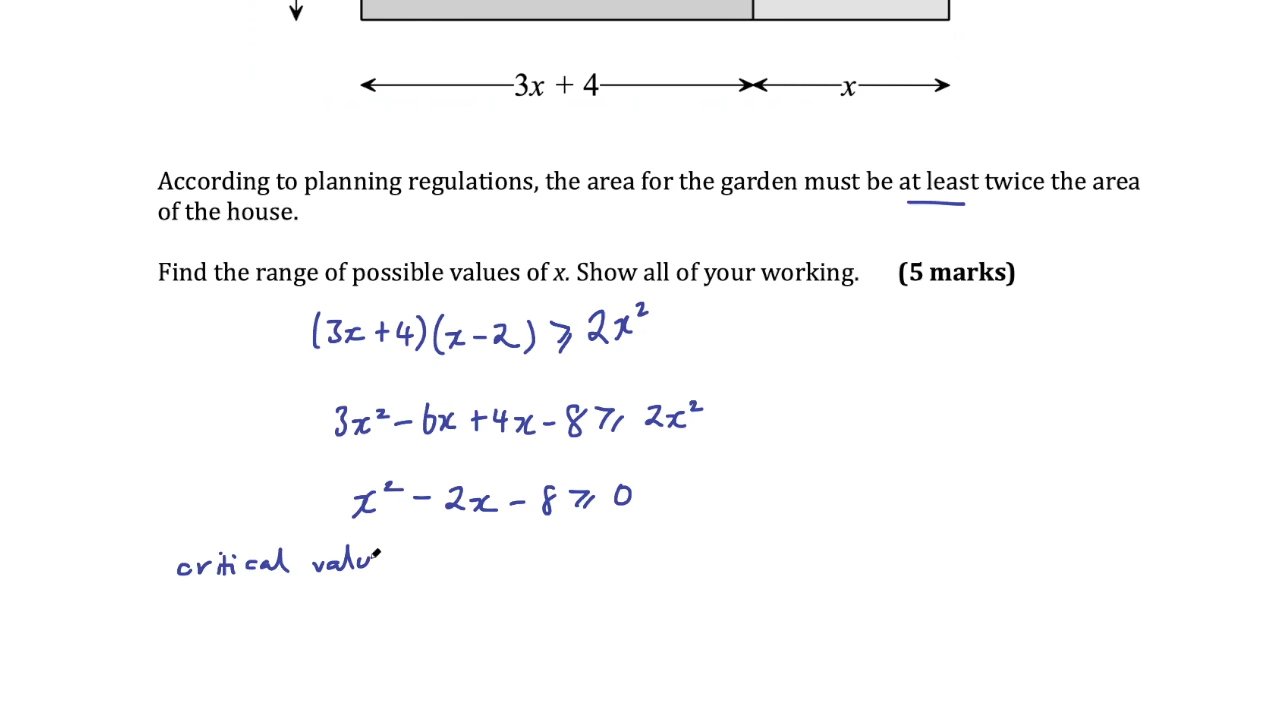 3x + 4 x
According to planning regulations, the area for the garden must be at least twice the area
of the house.
Find the range of possible values of x. Show all of your working. (5 marks)
(3x+4)(x-2) ⩾ 2x²
3x² - 6x + 4x - 8 ⩾ 2x²
x² - 2x - 8 ⩾ 0
critical valu